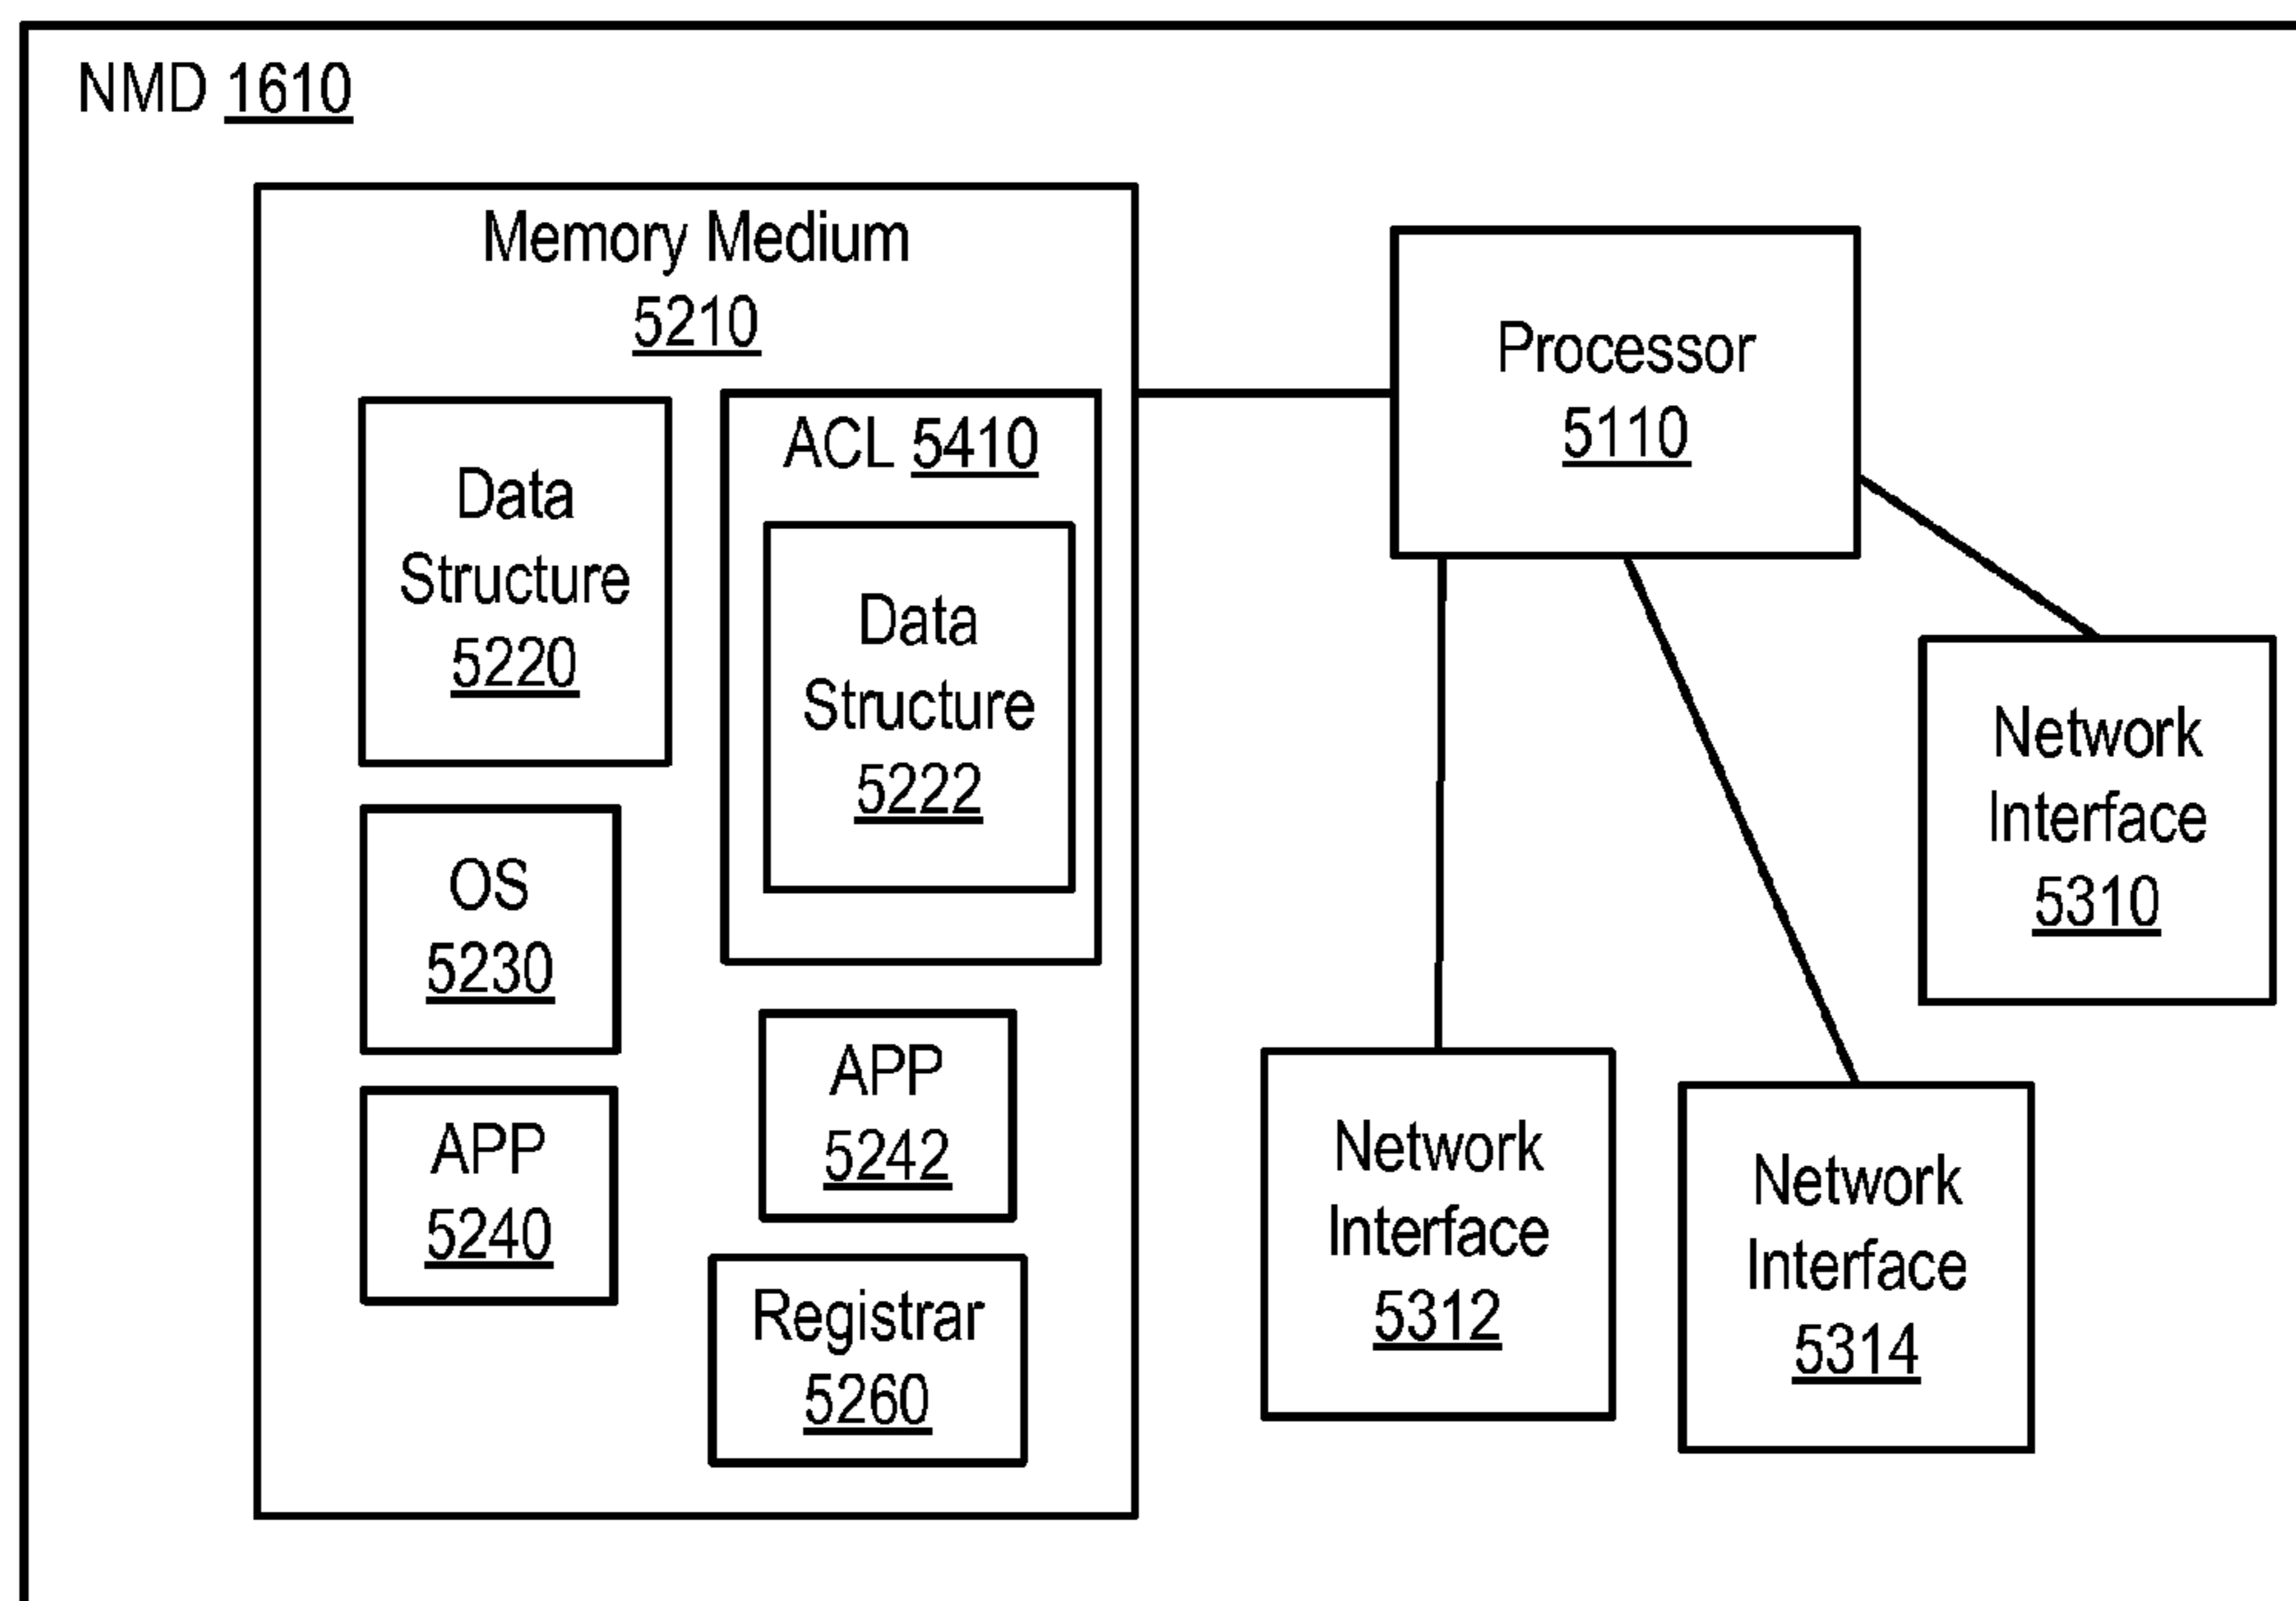 NMD 1610
Memory Medium
5210
Data
Structure
5220
ACL 5410
Data
Structure
5222
OS
5230
APP
5240
APP
5242
Registrar
5260
Processor
5110
Network
Interface
5310
Network
Interface
5312
Network
Interface
5314